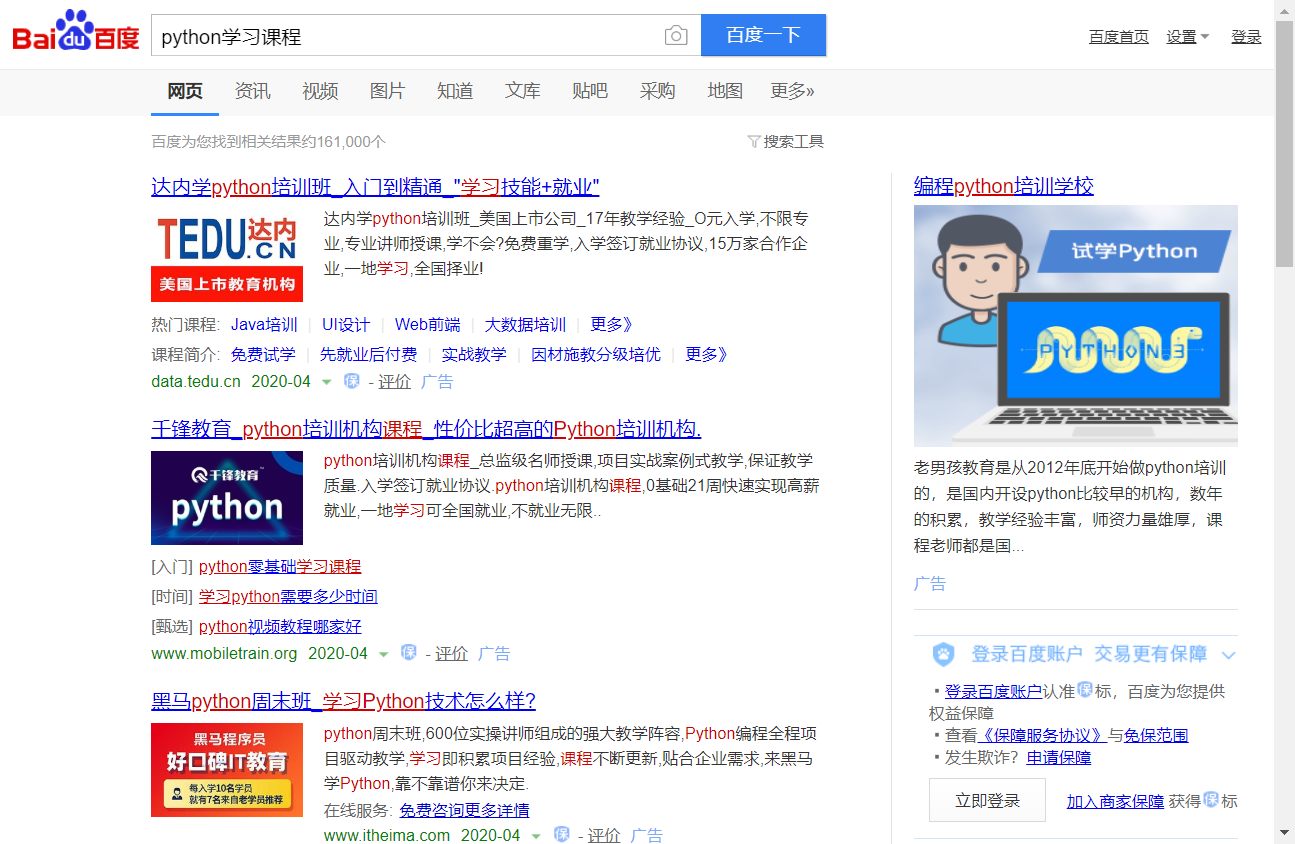 Bai du 百度
python学习课程
百度一下
百度首页 设置 登录
网页 资讯 视频 图片 知道 文库 贴吧 采购 地图 更多»
百度为您找到相关结果约161,000个
搜索工具
达内学python培训班_入门到精通_"学习技能+就业"
TEDU达内
.CN
美国上市教育机构
达内学python培训班_美国上市公司_17年教学经验_O元入学,不限专
业,专业讲师授课,学不会?免费重学,入学签订就业协议,15万家合作企
业,一地学习,全国择业!
热门课程: Java培训 | UI设计 | Web前端 | 大数据培训 | 更多》
课程简介: 免费试学 | 先就业后付费 | 实战教学 | 因材施教分级培优 | 更多》
data.tedu.cn 2020-04 保 - 评价 广告
千锋教育_python培训机构课程_性价比超高的Python培训机构.
千锋教育
python
python培训机构课程_总监级名师授课,项目实战案例式教学,保证教学
质量.入学签订就业协议.python培训机构课程,0基础21周快速实现高薪
就业,一地学习可全国就业,不就业无限..
[入门] python零基础学习课程
[时间] 学习python需要多少时间
[甄选] python视频教程哪家好
www.mobiletrain.org 2020-04 保 - 评价 广告
黑马python周末班_学习Python技术怎么样?
黑马程序员
好口碑IT教育
每入学10名学员
就有7名来自老学员推荐
python周末班,600位实操讲师组成的强大教学阵容,Python编程全程项
目驱动教学,学习即积累项目经验,课程不断更新,贴合企业需求,来黑马
学Python,靠不靠谱你来决定.
在线服务: 免费咨询更多详情
www.itheima.com 2020-04 保 - 评价 广告
编程python培训学校
试学Python
PYTHON 3
老男孩教育是从2012年底开始做python培训
的，是国内开设python比较早的机构，数年
的积累，教学经验丰富，师资力量雄厚，课
程老师都是国...
广告
登录百度账户 交易更有保障
▪ 登录百度账户认准保标，百度为您提供
权益保障
▪ 查看《保障服务协议》与免保范围
▪ 发生欺诈？申请保障
立即登录 加入商家保障 获得保标